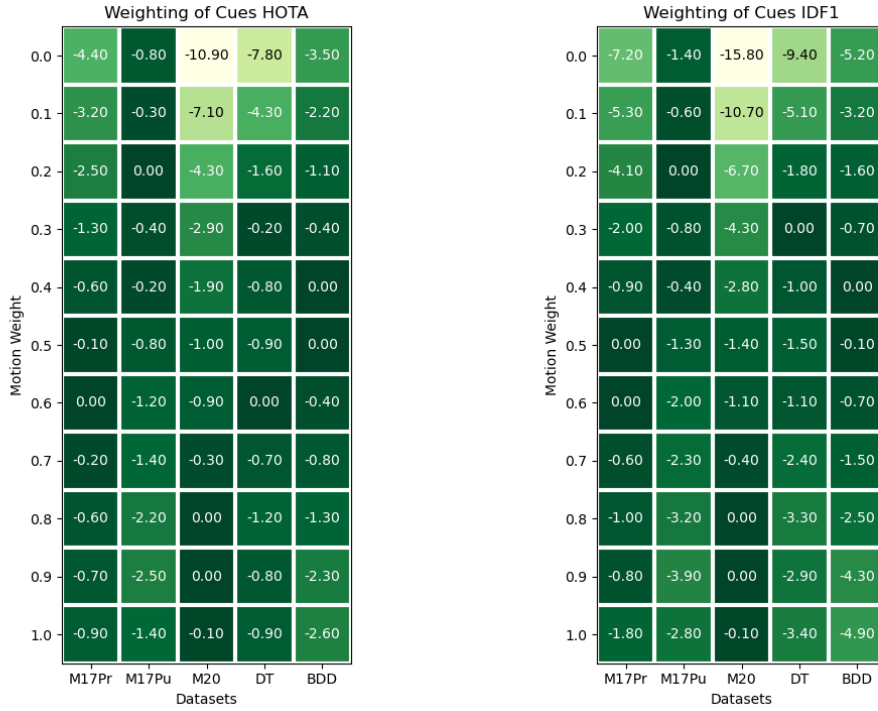 Weighting of Cues HOTA
0.0 -4.40 -0.80 -10.90 -7.80 -3.50
0.1 -3.20 -0.30 -7.10 -4.30 -2.20
0.2 -2.50 0.00 -4.30 -1.60 -1.10
0.3 -1.30 -0.40 -2.90 -0.20 -0.40
0.4 -0.60 -0.20 -1.90 -0.80 0.00
0.5 -0.10 -0.80 -1.00 -0.90 0.00
0.6 0.00 -1.20 -0.90 0.00 -0.40
0.7 -0.20 -1.40 -0.30 -0.70 -0.80
0.8 -0.60 -2.20 0.00 -1.20 -1.30
0.9 -0.70 -2.50 0.00 -0.80 -2.30
1.0 -0.90 -1.40 -0.10 -0.90 -2.60
M17Pr M17Pu M20 DT BDD
Datasets
Motion Weight
Weighting of Cues IDF1
0.0 -7.20 -1.40 -15.80 -9.40 -5.20
0.1 -5.30 -0.60 -10.70 -5.10 -3.20
0.2 -4.10 0.00 -6.70 -1.80 -1.60
0.3 -2.00 -0.80 -4.30 0.00 -0.70
0.4 -0.90 -0.40 -2.80 -1.00 0.00
0.5 0.00 -1.30 -1.40 -1.50 -0.10
0.6 0.00 -2.00 -1.10 -1.10 -0.70
0.7 -0.60 -2.30 -0.40 -2.40 -1.50
0.8 -1.00 -3.20 0.00 -3.30 -2.50
0.9 -0.80 -3.90 0.00 -2.90 -4.30
1.0 -1.80 -2.80 -0.10 -3.40 -4.90
M17Pr M17Pu M20 DT BDD
Datasets
Motion Weight